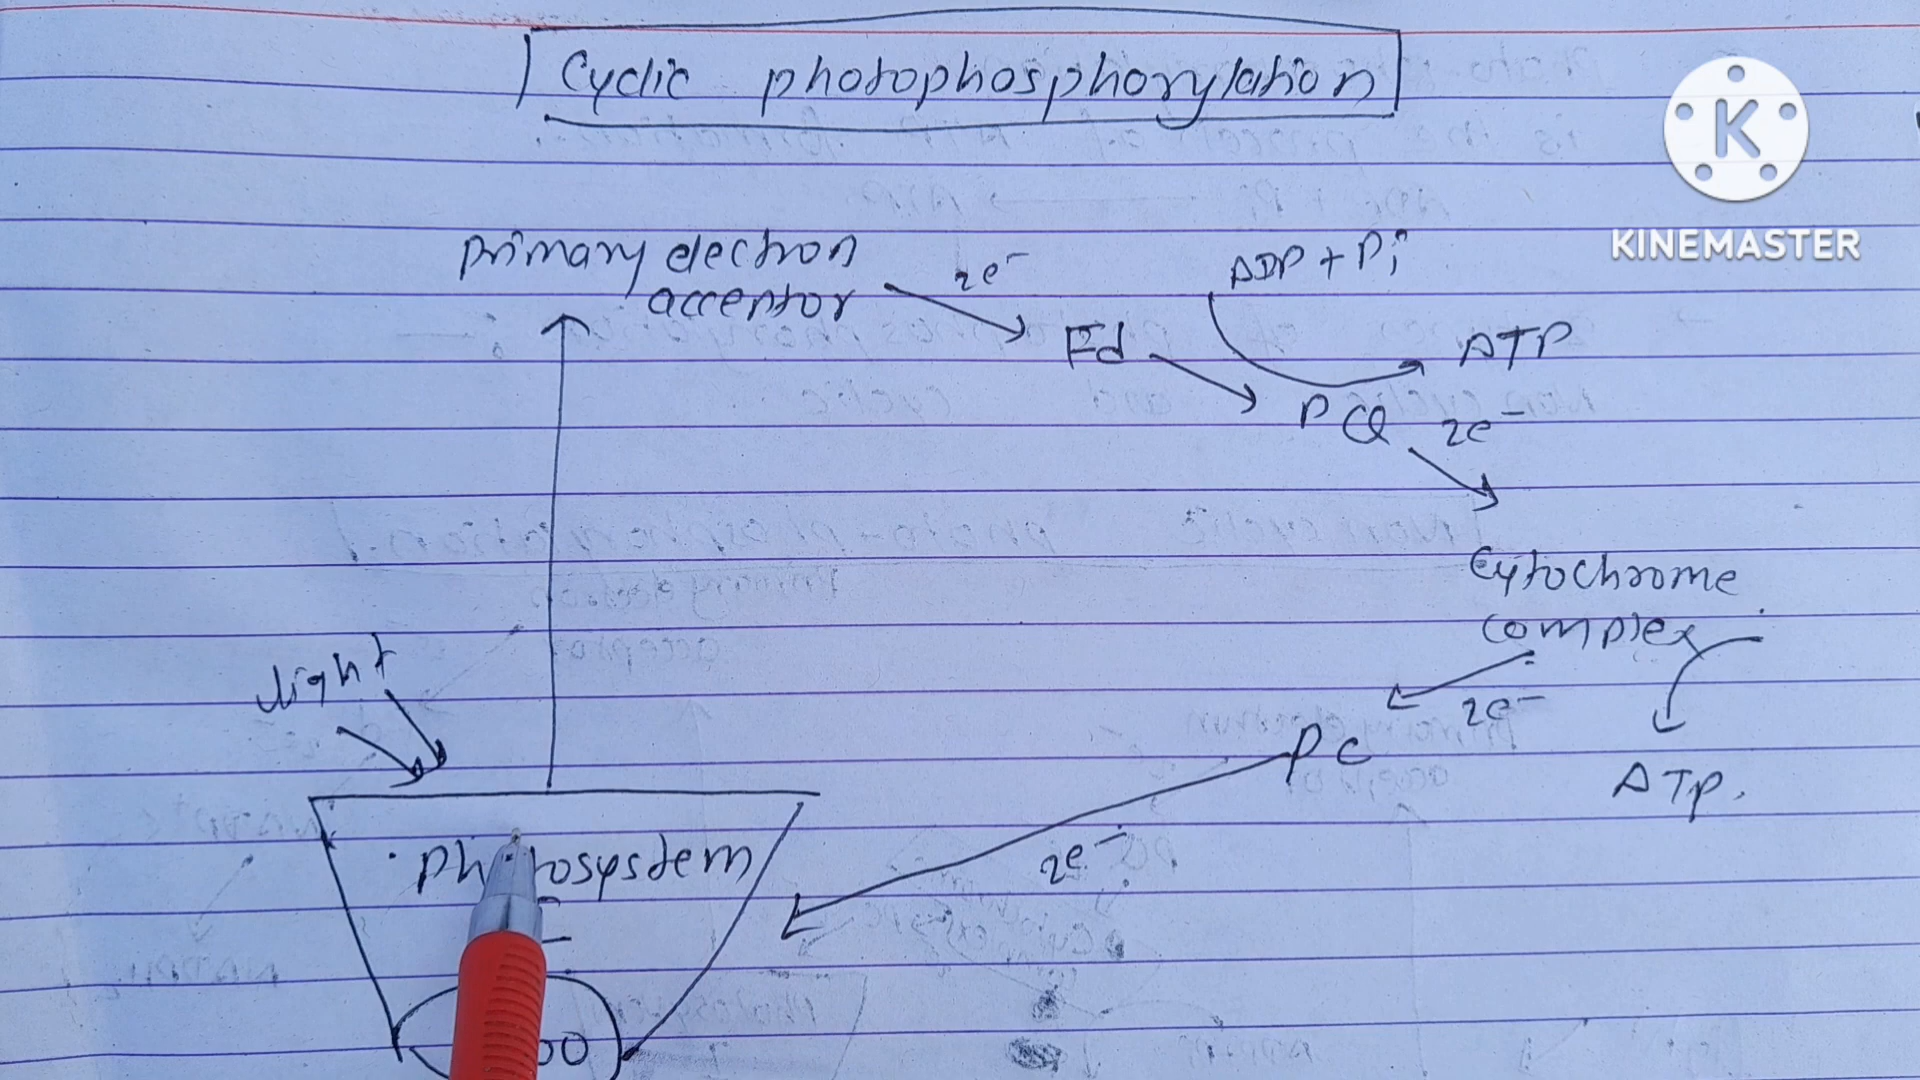 Cyclic photophosphorylation
KINEMASTER
primary electron
acceptor
2e⁻
ADP + Pi
Fd
ATP
PQ
2e⁻
Cytochrome
complex
light
2e⁻
PC
ATP.
2e⁻